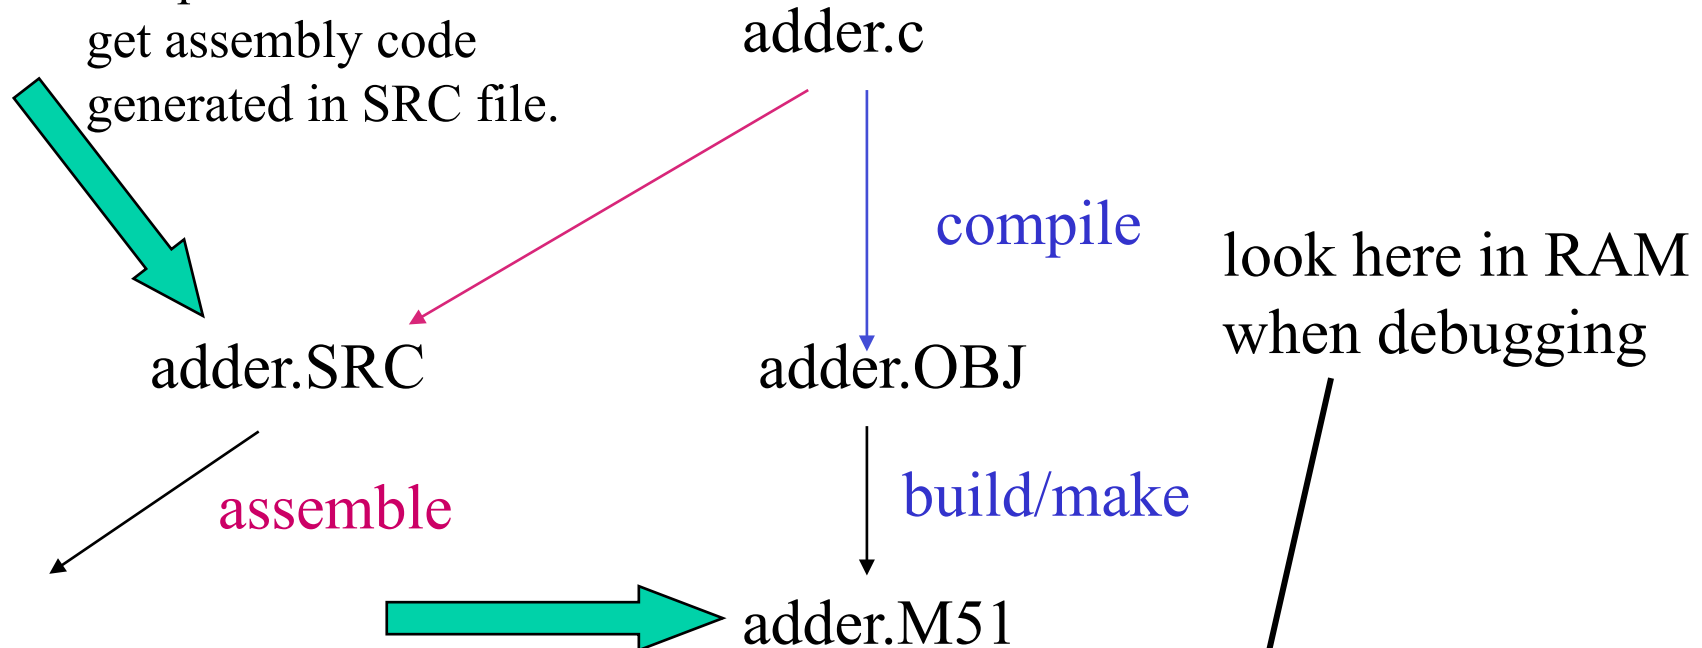 get assembly code
generated in SRC file.
adder.c
compile
look here in RAM
when debugging
adder.SRC
adder.OBJ
assemble
build/make
adder.M51